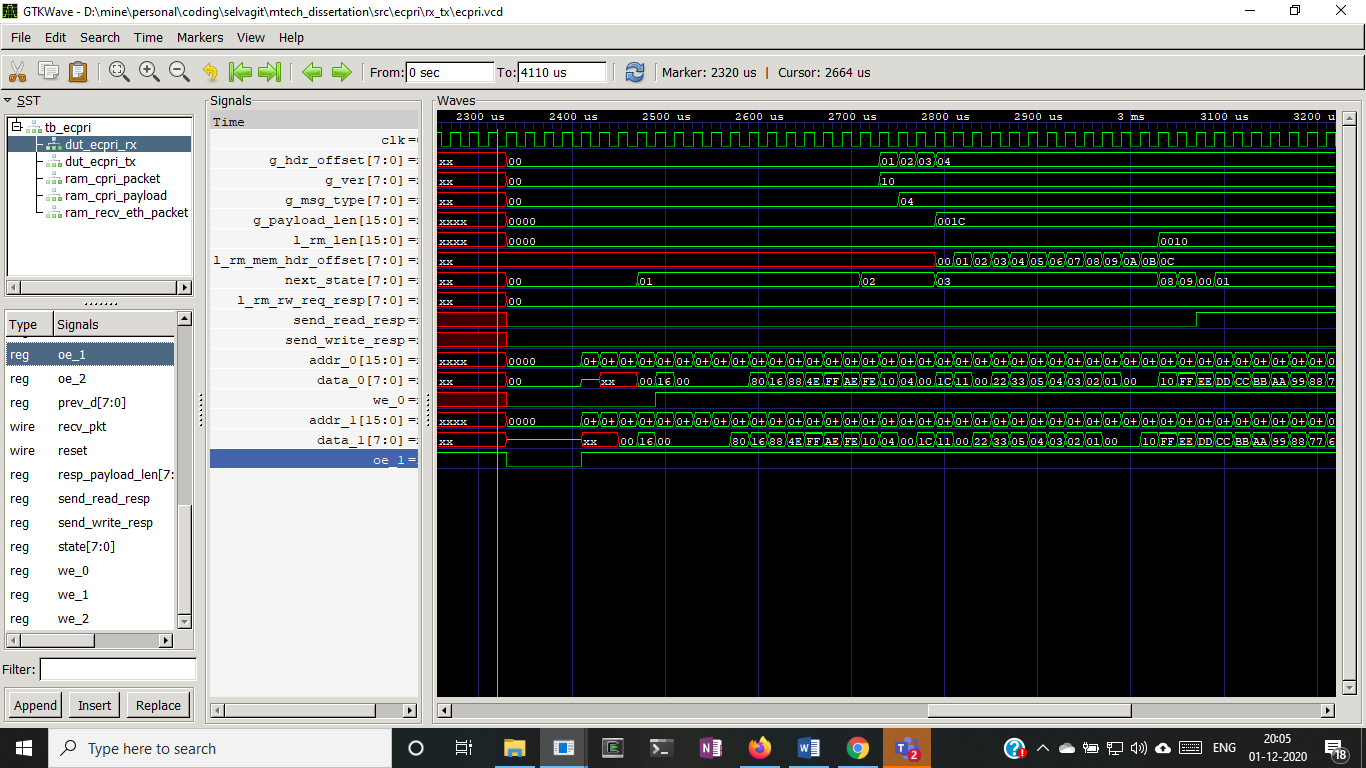 GTKWave - D:\mine\personal\coding\selvagit\mtech_dissertation\src\ecpri\rx_tx\ecpri.vcd
File Edit Search Time Markers View Help
From: 0 sec To: 4110 us Marker: 2320 us | Cursor: 2664 us
SST
tb_ecpri
dut_ecpri_rx
dut_ecpri_tx
ram_cpri_packet
ram_cpri_payload
ram_recv_eth_packet
Type Signals
reg oe_1
reg oe_2
reg prev_d[7:0]
wire recv_pkt
wire reset
reg resp_payload_len[7:
reg send_read_resp
reg send_write_resp
reg state[7:0]
reg we_0
reg we_1
reg we_2
Filter:
Append Insert Replace
Signals
Time
clk=
g_hdr_offset[7:0]=
g_ver[7:0]=
g_msg_type[7:0]=
g_payload_len[15:0]=
l_rm_len[15:0]=
l_rm_mem_hdr_offset[7:0]=
next_state[7:0]=
l_rm_rw_req_resp[7:0]=
send_read_resp=
send_write_resp=
addr_0[15:0]=
data_0[7:0]=
we_0=
addr_1[15:0]=
data_1[7:0]=
oe_1=
Waves
2300 us 2400 us 2500 us 2600 us 2700 us 2800 us 2900 us 3 ms 3100 us 3200 u
xx 00 01 02 03 04
xx 00 10
xx 00 04
xxxx 0000 001C
xxxx 0000 0010
xx 00 01 02 03 04 05 06 07 08 09 0A 0B 0C
xx 00 01 02 03 08 09 00 01
xx 00
xxxx 0000 0+ 0+ 0+ 0+ 0+ 0+ 0+ 0+ 0+ 0+ 0+ 0+ 0+ 0+ 0+ 0+ 0+ 0+ 0+ 0+ 0+ 0+ 0+ 0+ 0+ 0+ 0+ 0+ 0+ 0+ 0+ 0+ 0+ 0+ 0+ 0+ 0+ 0+ 0+ 0+ 0
xx 00 xx 00 16 00 80 16 88 4E FF AE FE 10 04 00 1C 11 00 22 33 05 04 03 02 01 00 10 FF EE DD CC BB AA 99 88 7
xxxx 0000 0+ 0+ 0+ 0+ 0+ 0+ 0+ 0+ 0+ 0+ 0+ 0+ 0+ 0+ 0+ 0+ 0+ 0+ 0+ 0+ 0+ 0+ 0+ 0+ 0+ 0+ 0+ 0+ 0+ 0+ 0+ 0+ 0+ 0+ 0+ 0+ 0+ 0+ 0+ 0+ 0
xx xx 00 16 00 80 16 88 4E FF AE FE 10 04 00 1C 11 00 22 33 05 04 03 02 01 00 10 FF EE DD CC BB AA 99 88 77 6
Type here to search
ENG
20:05
01-12-2020
2
18